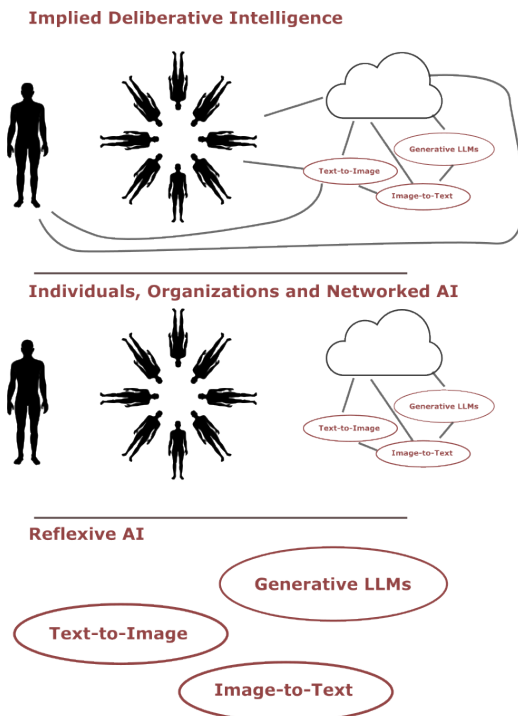 Implied Deliberative Intelligence
Generative LLMs
Text-to-Image
Image-to-Text
Individuals, Organizations and Networked AI
Generative LLMs
Text-to-Image
Image-to-Text
Reflexive AI
Generative LLMs
Text-to-Image
Image-to-Text